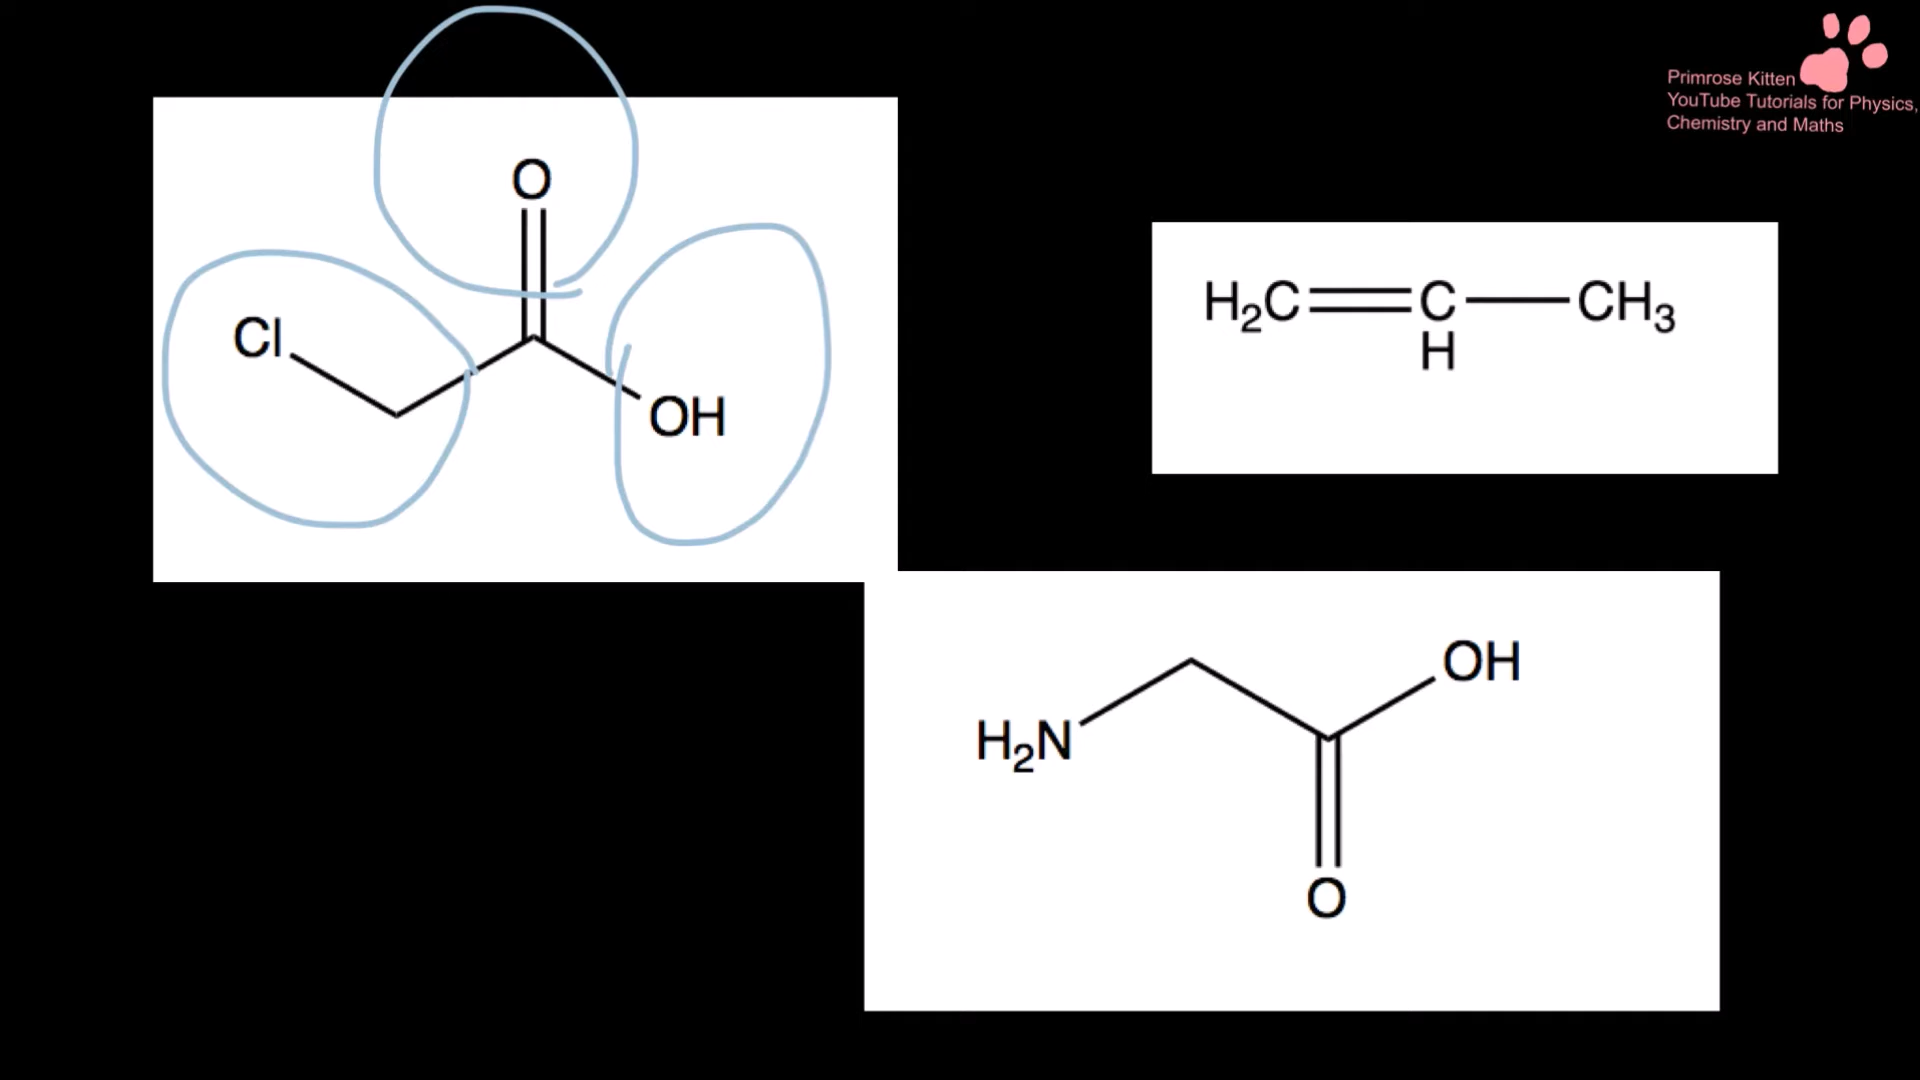 Primrose Kitten
YouTube Tutorials for Physics,
Chemistry and Maths
O
Cl
OH
H₂C C CH₃
H
OH
H₂N
O